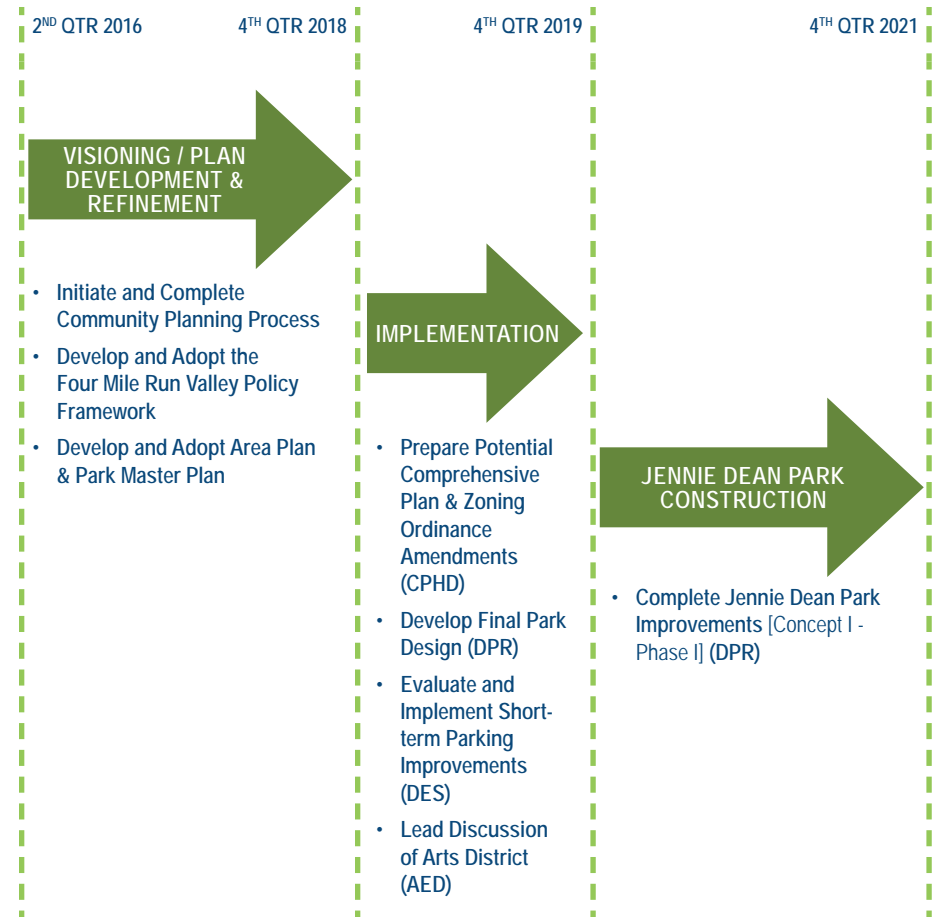 2ND QTR 2016
4TH QTR 2018
4TH QTR 2019
4TH QTR 2021
VISIONING / PLAN
DEVELOPMENT &
REFINEMENT
• Initiate and Complete
Community Planning Process
• Develop and Adopt the
Four Mile Run Valley Policy
Framework
• Develop and Adopt Area Plan
& Park Master Plan
IMPLEMENTATION
• Prepare Potential
Comprehensive
Plan & Zoning
Ordinance
Amendments
(CPHD)
• Develop Final Park
Design (DPR)
• Evaluate and
Implement Short-
term Parking
Improvements
(DES)
• Lead Discussion
of Arts District
(AED)
JENNIE DEAN PARK
CONSTRUCTION
• Complete Jennie Dean Park
Improvements [Concept I -
Phase I] (DPR)